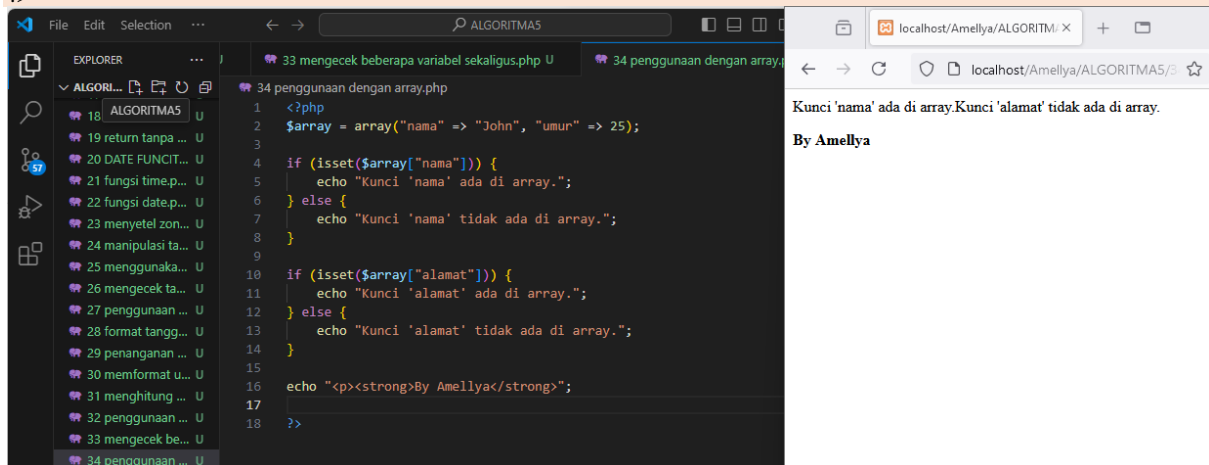 File Edit Selection ···
ALGORITMA5
EXPLORER ···
ALGORI...
ALGORITMA5
18 U
19 return tanpa ... U
20 DATE FUNCIT... U
21 fungsi time.p... U
22 fungsi date.p... U
23 menyetel zon... U
24 manipulasi ta... U
25 menggunaka... U
26 mengecek ta... U
27 penggunaan ... U
28 format tangg... U
29 penanganan ... U
30 memformat u... U
31 menghitung ... U
32 penggunaan ... U
33 mengecek be... U
34 penggunaan ... U
57
33 mengecek beberapa variabel sekaligus.php U
34 penggunaan dengan array.p
34 penggunaan dengan array.php
1 <?php
2 $array = array("nama" => "John", "umur" => 25);
3
4 if (isset($array["nama"])) {
5 echo "Kunci 'nama' ada di array.";
6 } else {
7 echo "Kunci 'nama' tidak ada di array.";
8 }
9
10 if (isset($array["alamat"])) {
11 echo "Kunci 'alamat' ada di array.";
12 } else {
13 echo "Kunci 'alamat' tidak ada di array.";
14 }
15
16 echo "<p><strong>By Amellya</strong>";
17
18 ?>
localhost/Amellya/ALGORITM/
localhost/Amellya/ALGORITMA5/3
Kunci 'nama' ada di array.Kunci 'alamat' tidak ada di array.
By Amellya